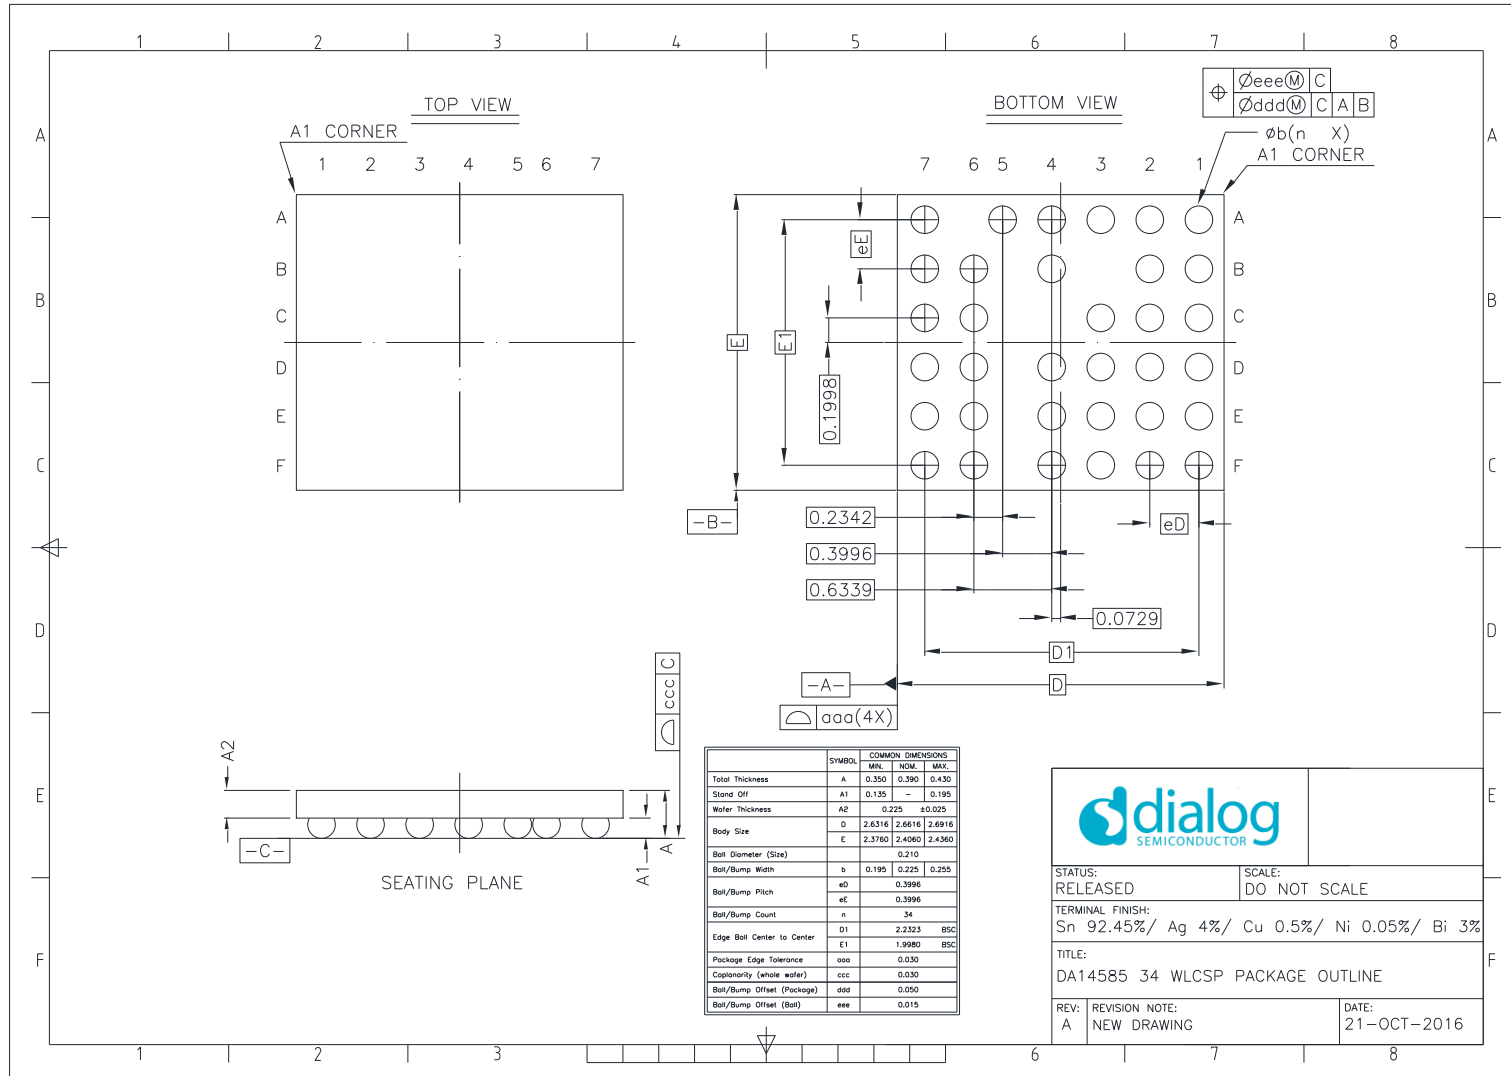 1 2 3 4 5 6 7 8
A
B
C
D
E
F
A
B
C
D
E
F
TOP VIEW
A1 CORNER
1 2 3 4 5 6 7
A
B
C
D
E
F
BOTTOM VIEW
Øeee Ⓜ C
Øddd Ⓜ C A B
øb(n X)
A1 CORNER
7 6 5 4 3 2 1
A
B
C
D
E
F
eE
E
E1
0.1998
-B-
0.2342
eD
0.3996
0.6339
0.0729
D1
-A-
D
aaa(4X)
A2
ccc C
-C-
A1
A
SEATING PLANE
SYMBOL COMMON DIMENSIONS
MIN. NOM. MAX.
Total Thickness A 0.350 0.390 0.430
Stand Off A1 0.135 - 0.195
Wafer Thickness A2 0.225 ±0.025
Body Size D 2.6316 2.6616 2.6916
E 2.3760 2.4060 2.4360
Ball Diameter (Size) 0.210
Ball/Bump Width b 0.195 0.225 0.255
Ball/Bump Pitch eD 0.3996
eE 0.3996
Ball/Bump Count n 34
Edge Ball Center to Center D1 2.2323 BSC
E1 1.9980 BSC
Package Edge Tolerance aaa 0.030
Coplanarity (whole wafer) ccc 0.030
Ball/Bump Offset (Package) ddd 0.050
Ball/Bump Offset (Ball) eee 0.015
dialog
SEMICONDUCTOR
STATUS:
RELEASED
SCALE:
DO NOT SCALE
TERMINAL FINISH:
Sn 92.45%/ Ag 4%/ Cu 0.5%/ Ni 0.05%/ Bi 3%
TITLE:
DA14585 34 WLCSP PACKAGE OUTLINE
REV:
A
REVISION NOTE:
NEW DRAWING
DATE:
21-OCT-2016
1 2 3 6 7 8